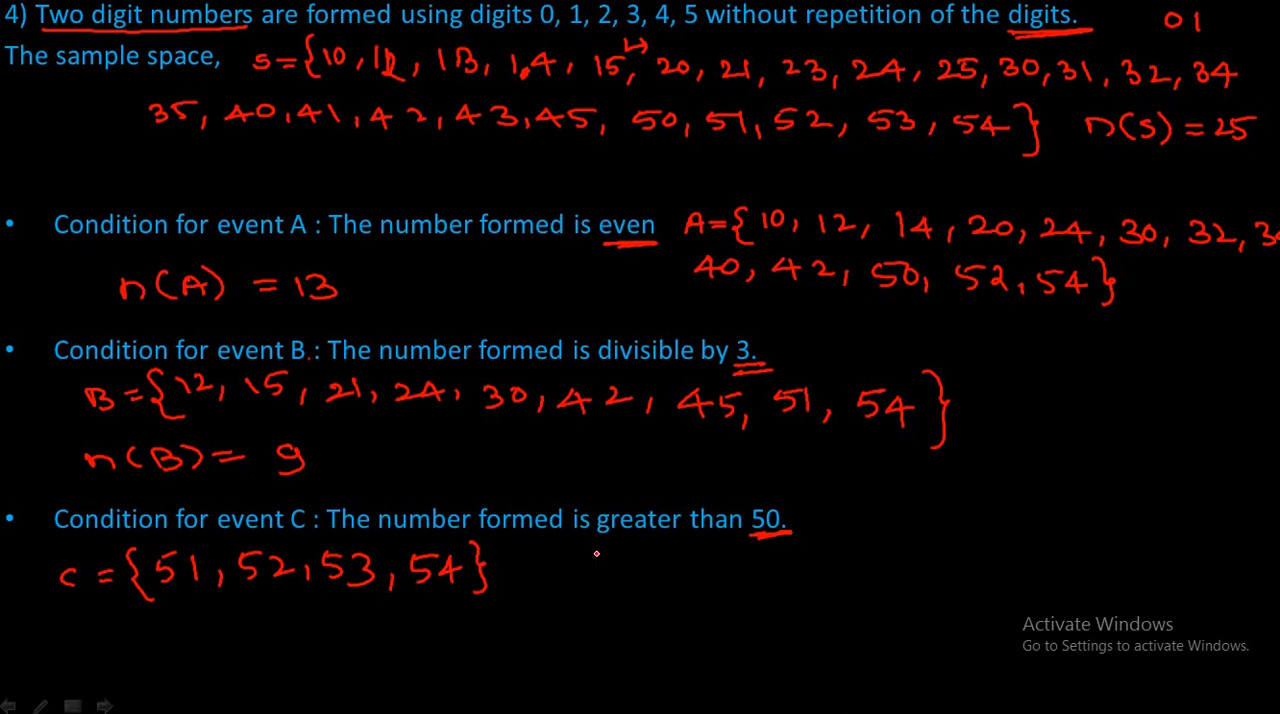 4) Two digit numbers are formed using digits 0, 1, 2, 3, 4, 5 without repetition of the digits. 01
The sample space, S={10, 12, 13, 14, 15, 20, 21, 23, 24, 25, 30, 31, 32, 34
35, 40, 41, 42, 43, 45, 50, 51, 52, 53, 54} n(S) = 25
• Condition for event A : The number formed is even A={10, 12, 14, 20, 24, 30, 32,
40, 42, 50, 52, 54}
n(A) = 13
• Condition for event B.: The number formed is divisible by 3.
B={12, 15, 21, 24, 30, 42, 45, 51, 54}
n(B) = 9
• Condition for event C : The number formed is greater than 50.
C = {51, 52, 53, 54}
Activate Windows
Go to Settings to activate Windows.